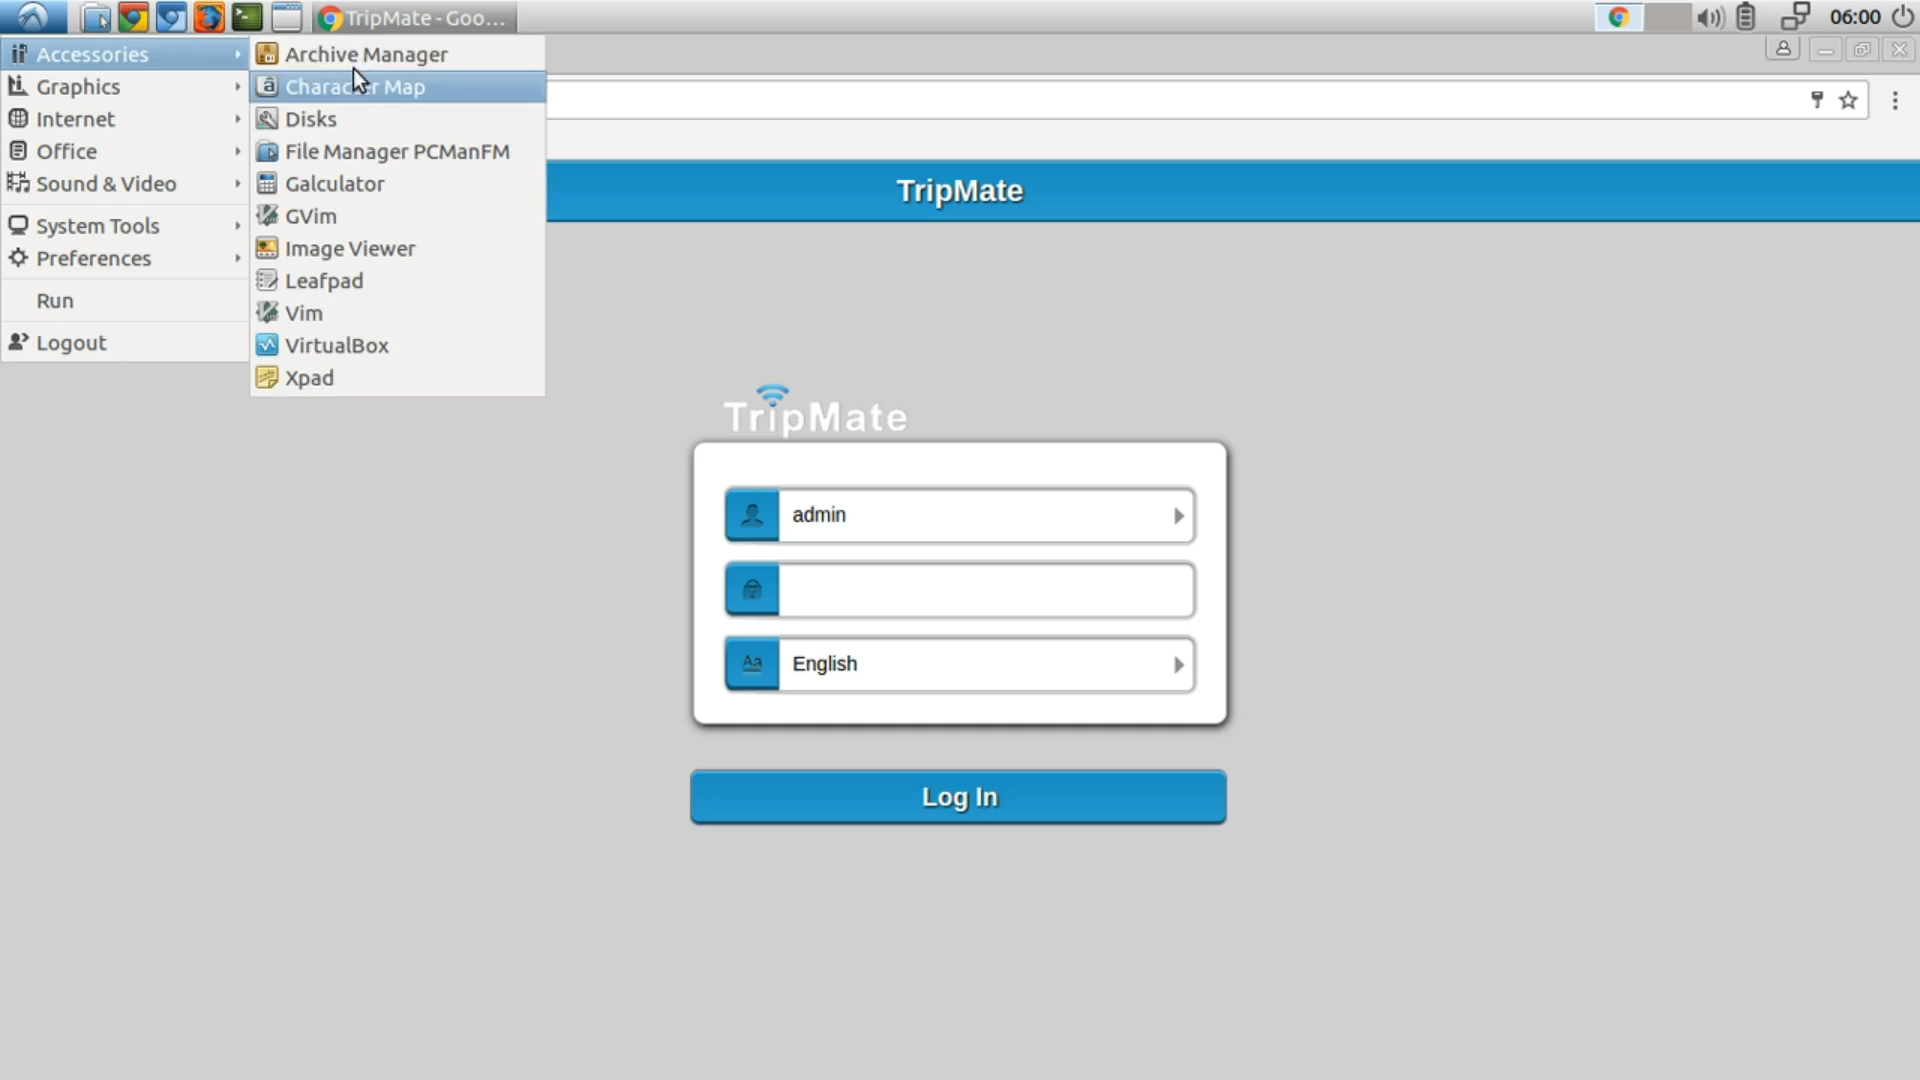 TripMate - Goo...
06:00
Accessories
Graphics
Internet
Office
Sound & Video
System Tools
Preferences
Run
Logout
Archive Manager
Character Map
Disks
File Manager PCManFM
Galculator
GVim
Image Viewer
Leafpad
Vim
VirtualBox
Xpad
TripMate
TripMate
admin
Aa
English
Log In